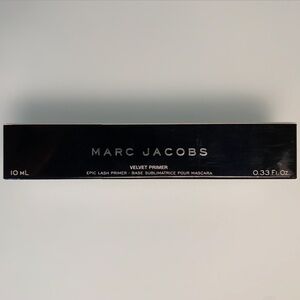 MARC JACOBS
VELVET PRIMER
10 ML EPIC LASH PRIMER · BASE SUBLIMATRICE POUR MASCARA 0.33 Fl. Oz.